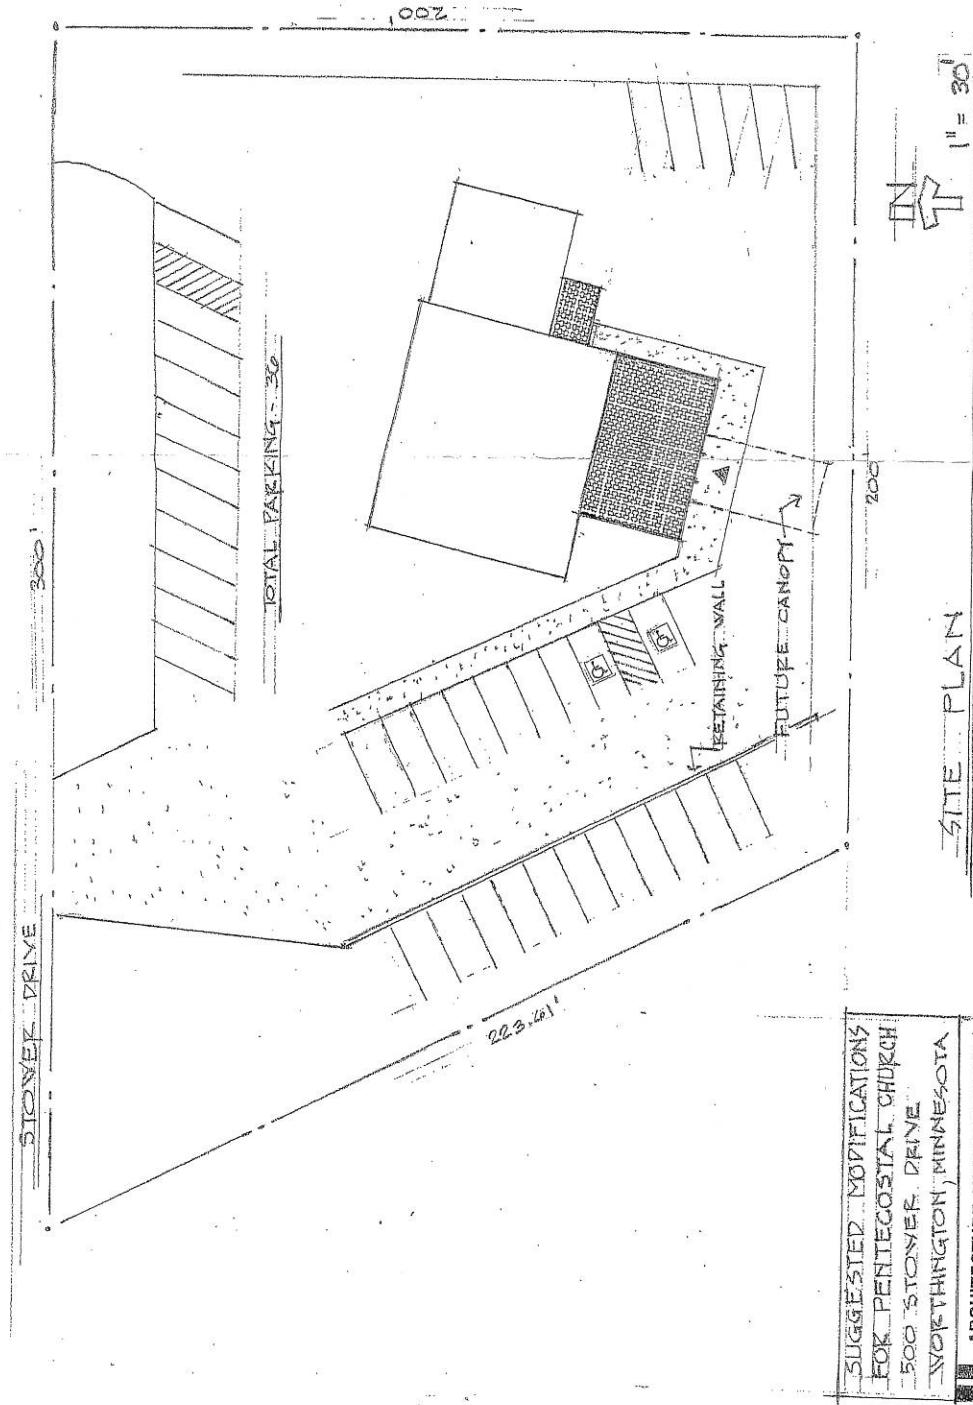 STOWER DRIVE
300'
200'
TOTAL PARKING - 36
223.61'
RETAINING WALL
FUTURE CANOPY
200
SITE PLAN
N
1" = 30'
SUGGESTED MODIFICATIONS
FOR PENTECOSTAL CHURCH
500 STOWER DRIVE
WORTHINGTON, MINNESOTA